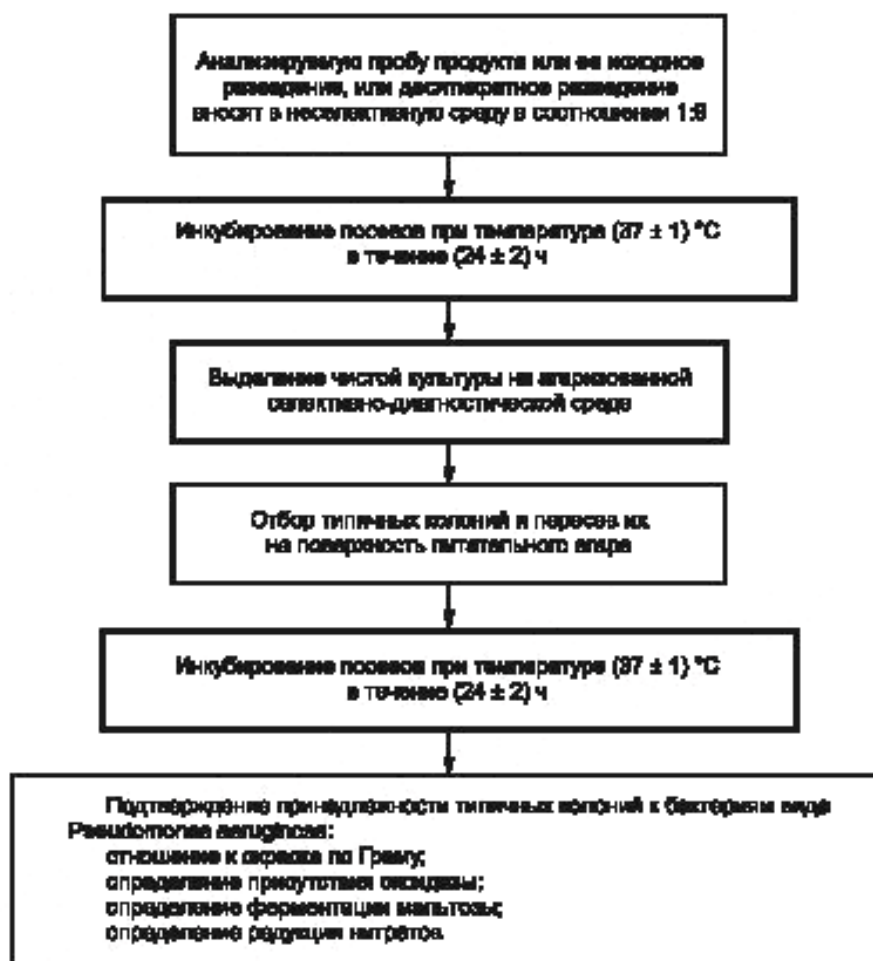 Анализируемую пробу продукта или ее исходное
разведение, или десятикратное разведение
вносят в неселективную среду в соотношении 1:9
Инкубирование посевов при температуре (37 ± 1) °С
в течение (24 ± 2) ч
Выделение чистой культуры на агаризованной
селективно-диагностической среде
Отбор типичных колоний и пересев их
на поверхность питательного агара
Инкубирование посевов при температуре (37 ± 1) °С
в течение (24 ± 2) ч
Подтверждение принадлежности типичных колоний к бактериям вида
Pseudomonas aeruginosa:
отношение к окраске по Граму;
определение присутствия оксидазы;
определение ферментации мальтозы;
определение редукции нитратов